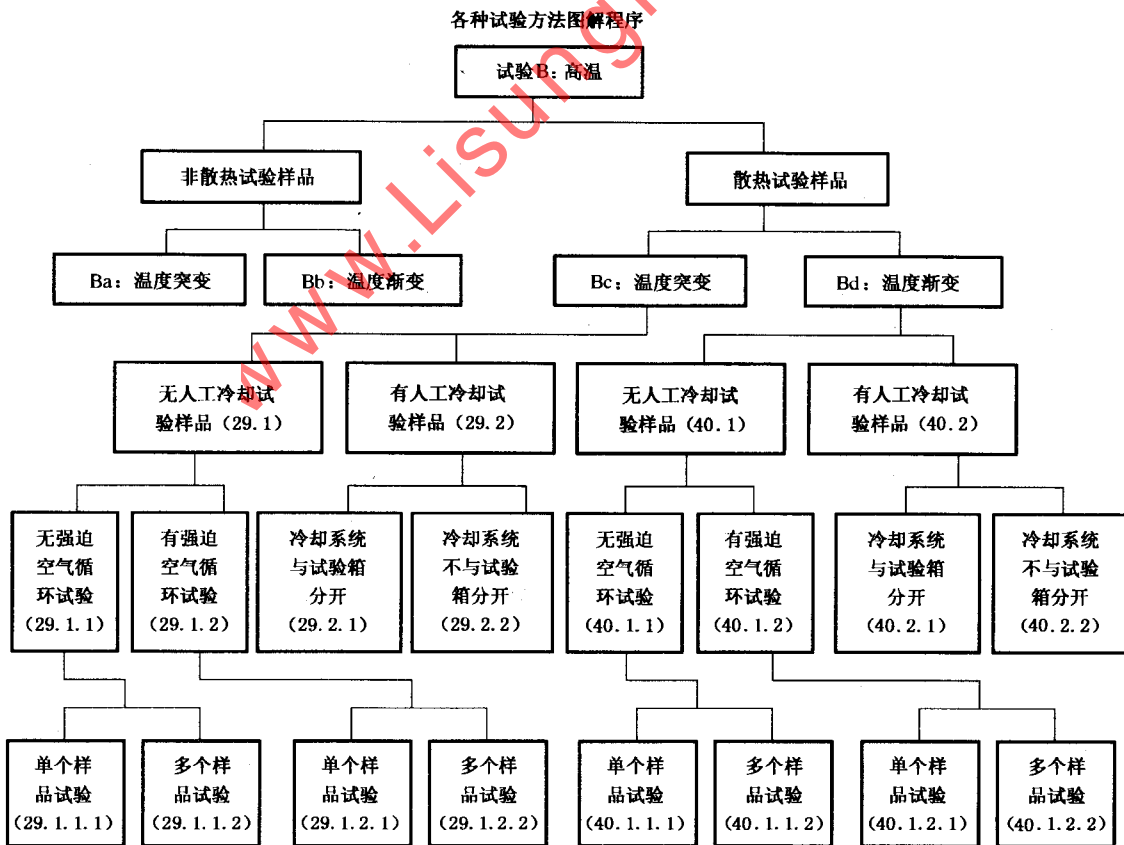 各种试验方法图解程序
试验B：高温
非散热试验样品
散热试验样品
Ba：温度突变
Bb：温度渐变
Bc：温度突变
Bd：温度渐变
无人工冷却试
验样品（29.1）
有人工冷却试
验样品（29.2）
无人工冷却试
验样品（40.1）
有人工冷却试
验样品（40.2）
无强迫
空气循
环试验
(29.1.1)
有强迫
空气循
环试验
(29.1.2)
冷却系统
与试验箱
分开
(29.2.1)
冷却系统
不与试验
箱分开
(29.2.2)
无强迫
空气循
环试验
(40.1.1)
有强迫
空气循
环试验
(40.1.2)
冷却系统
与试验箱
分开
(40.2.1)
冷却系统
不与试验
箱分开
(40.2.2)
单个样
品试验
(29.1.1.1)
多个样
品试验
(29.1.1.2)
单个样
品试验
(29.1.2.1)
多个样
品试验
(29.1.2.2)
单个样
品试验
(40.1.1.1)
多个样
品试验
(40.1.1.2)
单个样
品试验
(40.1.2.1)
多个样
品试验
(40.1.2.2)
www.Lisung